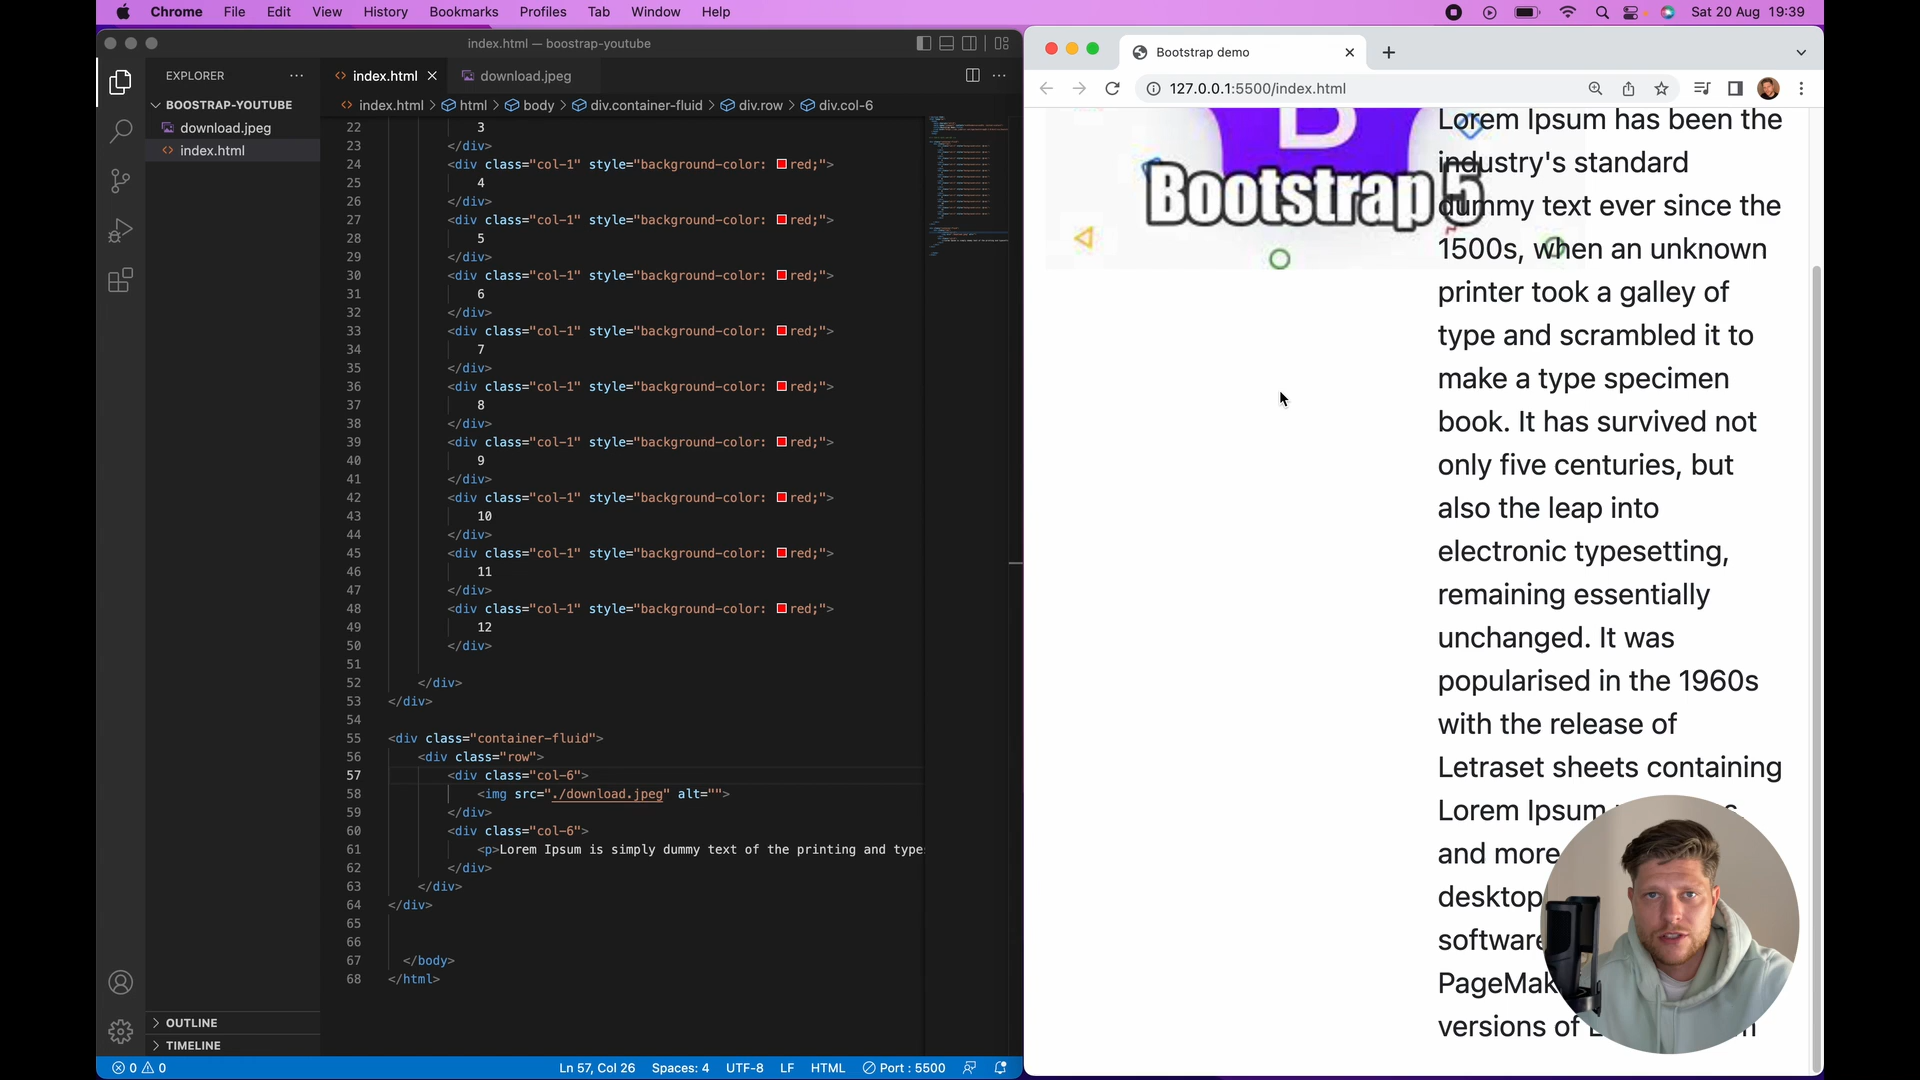 Chrome File Edit View History Bookmarks Profiles Tab Window Help
Sat 20 Aug 19:39
index.html — boostrap-youtube
EXPLORER
BOOSTRAP-YOUTUBE
download.jpeg
index.html
OUTLINE
TIMELINE
index.html download.jpeg
index.html > html > body > div.container-fluid > div.row > div.col-6
22 3
23 </div>
24 <div class="col-1" style="background-color: red;">
25 4
26 </div>
27 <div class="col-1" style="background-color: red;">
28 5
29 </div>
30 <div class="col-1" style="background-color: red;">
31 6
32 </div>
33 <div class="col-1" style="background-color: red;">
34 7
35 </div>
36 <div class="col-1" style="background-color: red;">
37 8
38 </div>
39 <div class="col-1" style="background-color: red;">
40 9
41 </div>
42 <div class="col-1" style="background-color: red;">
43 10
44 </div>
45 <div class="col-1" style="background-color: red;">
46 11
47 </div>
48 <div class="col-1" style="background-color: red;">
49 12
50 </div>
51
52 </div>
53 </div>
54
55 <div class="container-fluid">
56 <div class="row">
57 <div class="col-6">
58 <img src="./download.jpeg" alt="">
59 </div>
60 <div class="col-6">
61 <p>Lorem Ipsum is simply dummy text of the printing and type
62 </div>
63 </div>
64 </div>
65
66
67 </body>
68 </html>
0 0 Ln 57, Col 26 Spaces: 4 UTF-8 LF HTML Port : 5500
Bootstrap demo
127.0.0.1:5500/index.html
B
Bootstrap 5
Lorem Ipsum has been the
industry's standard
dummy text ever since the
1500s, when an unknown
printer took a galley of
type and scrambled it to
make a type specimen
book. It has survived not
only five centuries, but
also the leap into
electronic typesetting,
remaining essentially
unchanged. It was
popularised in the 1960s
with the release of
Letraset sheets containing
Lorem Ipsum
and more
desktop
software
PageMak
versions of